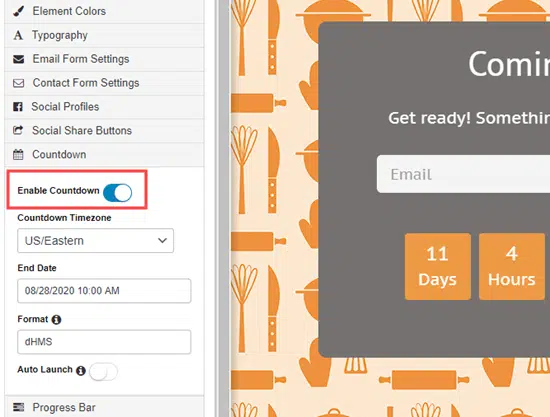 Element Colors
Typography
Email Form Settings
Contact Form Settings
Social Profiles
Social Share Buttons
Countdown
Enable Countdown
Countdown Timezone
US/Eastern
End Date
08/28/2020 10:00 AM
Format
dHMS
Auto Launch
Progress Bar
Comin
Get ready! Somethin
Email
11
Days
4
Hours